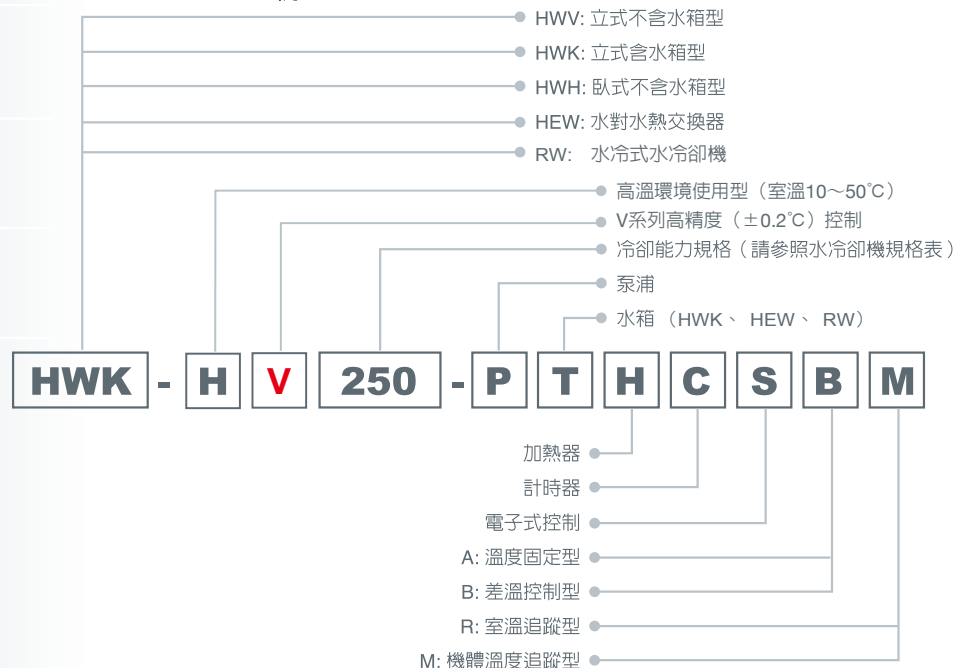 HWV: 立式不含水箱型
HWK: 立式含水箱型
HWH: 臥式不含水箱型
HEW: 水對水熱交換器
RW: 水冷式水冷卻機
高溫環境使用型（室溫10～50℃）
V系列高精度（±0.2℃）控制
冷卻能力規格（請參照水冷卻機規格表）
泵浦
水箱（HWK、 HEW、 RW）
HWK - H V 250 - P T H C S B M
加熱器
計時器
電子式控制
A: 溫度固定型
B: 差溫控制型
R: 室溫追蹤型
M: 機體溫度追蹤型